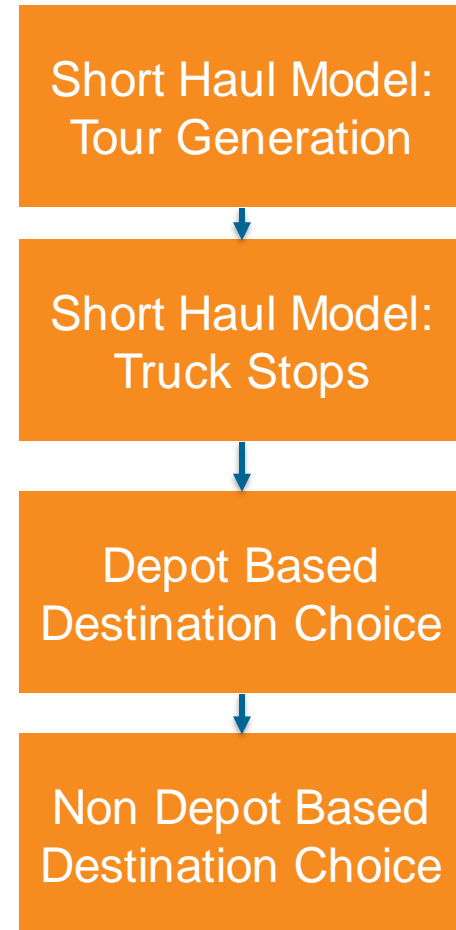 Short Haul Model:
Tour Generation
Short Haul Model:
Truck Stops
Depot Based
Destination Choice
Non Depot Based
Destination Choice